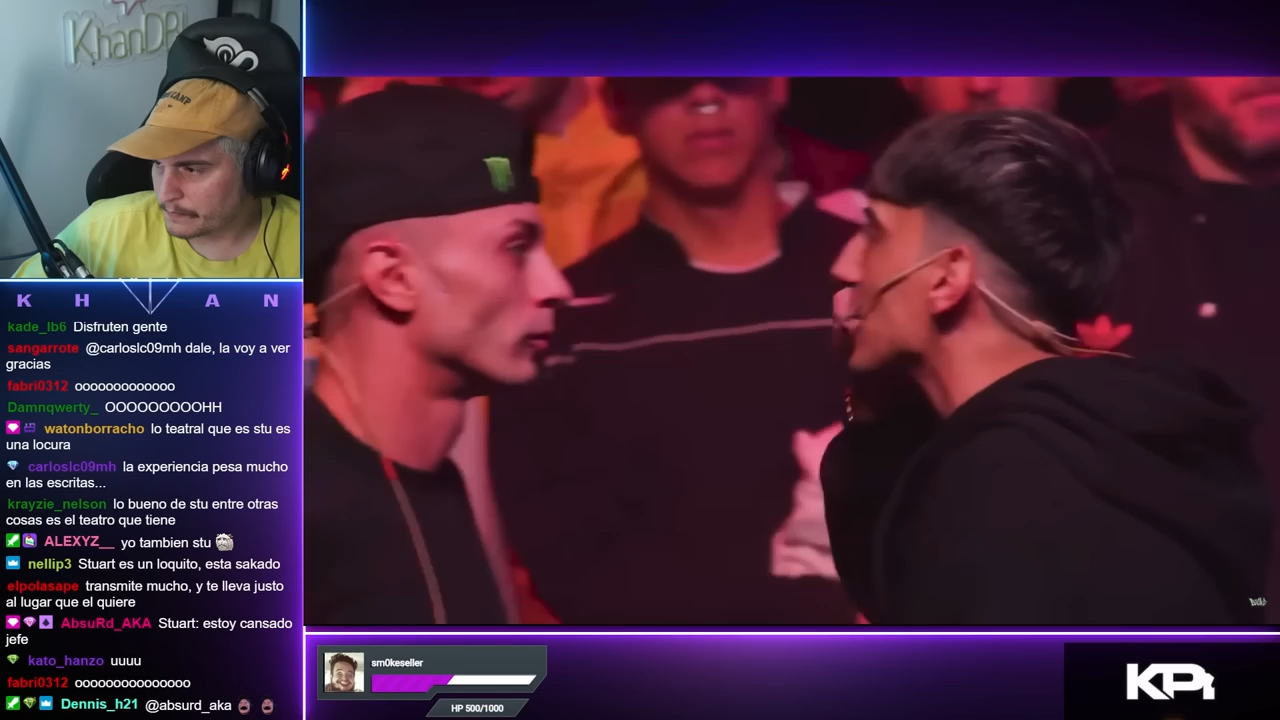 KhanDBL
K H A N
kade_lb6 Disfruten gente
sangarrote @carloslc09mh dale, la voy a ver
gracias
fabri0312 ooooooooooooo
Damnqwerty_ OOOOOOOOOHH
watonborracho lo teatral que es stu es
una locura
carloslc09mh la experiencia pesa mucho
en las escritas...
krayzie_nelson lo bueno de stu entre otras
cosas es el teatro que tiene
ALEXYZ__ yo tambien stu
nellip3 Stuart es un loquito, esta sakado
elpolasape transmite mucho, y te lleva justo
al lugar que el quiere
AbsuRd_AKA Stuart: estoy cansado
jefe
kato_hanzo uuuu
fabri0312 ooooooooooooooo
Dennis_h21 @absurd_aka
sm0keseller
HP 500/1000